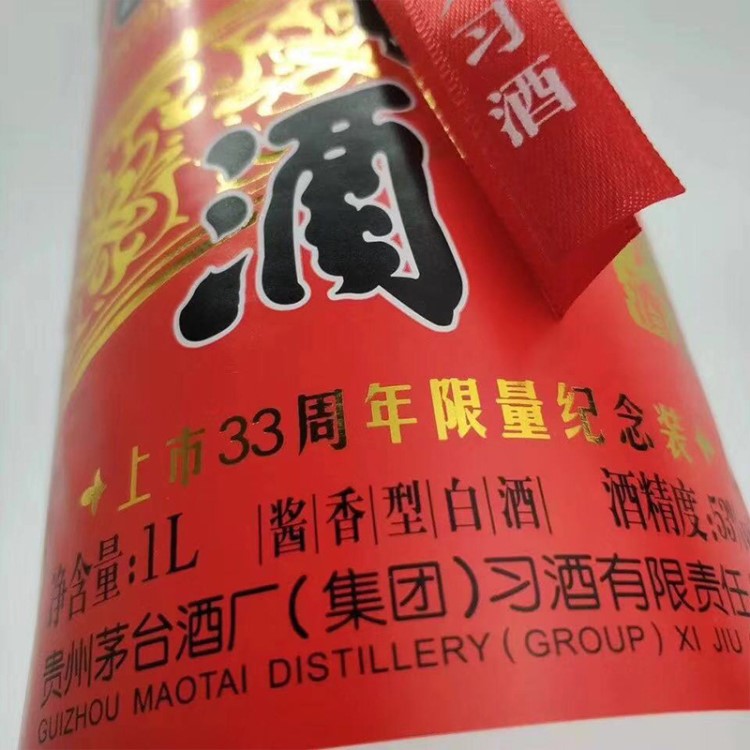 习酒
酒
上市33周年限量纪念装
净含量:1L |酱|香|型|白|酒| 酒精度:53%
贵州茅台酒厂(集团)习酒有限责任
GUIZHOU MAOTAI DISTILLERY(GROUP) XI JIU